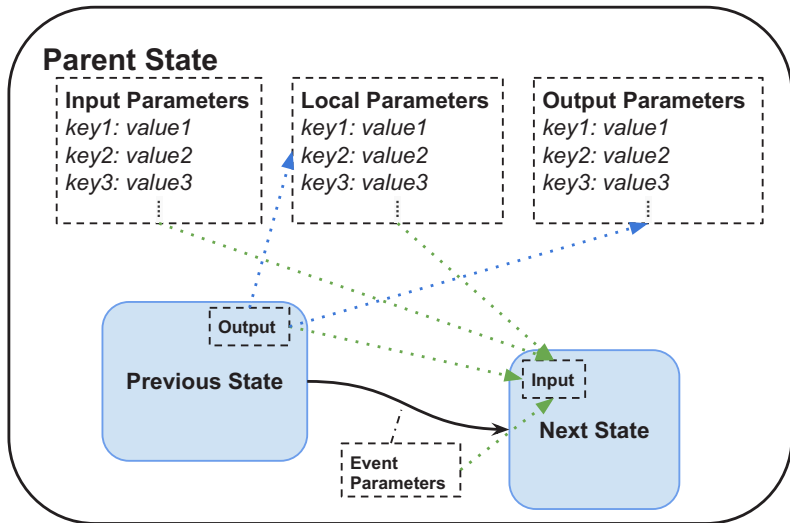 Parent State
Input Parameters
key1: value1
key2: value2
key3: value3
Local Parameters
key1: value1
key2: value2
key3: value3
Output Parameters
key1: value1
key2: value2
key3: value3
Output
Previous State
Input
Next State
Event
Parameters